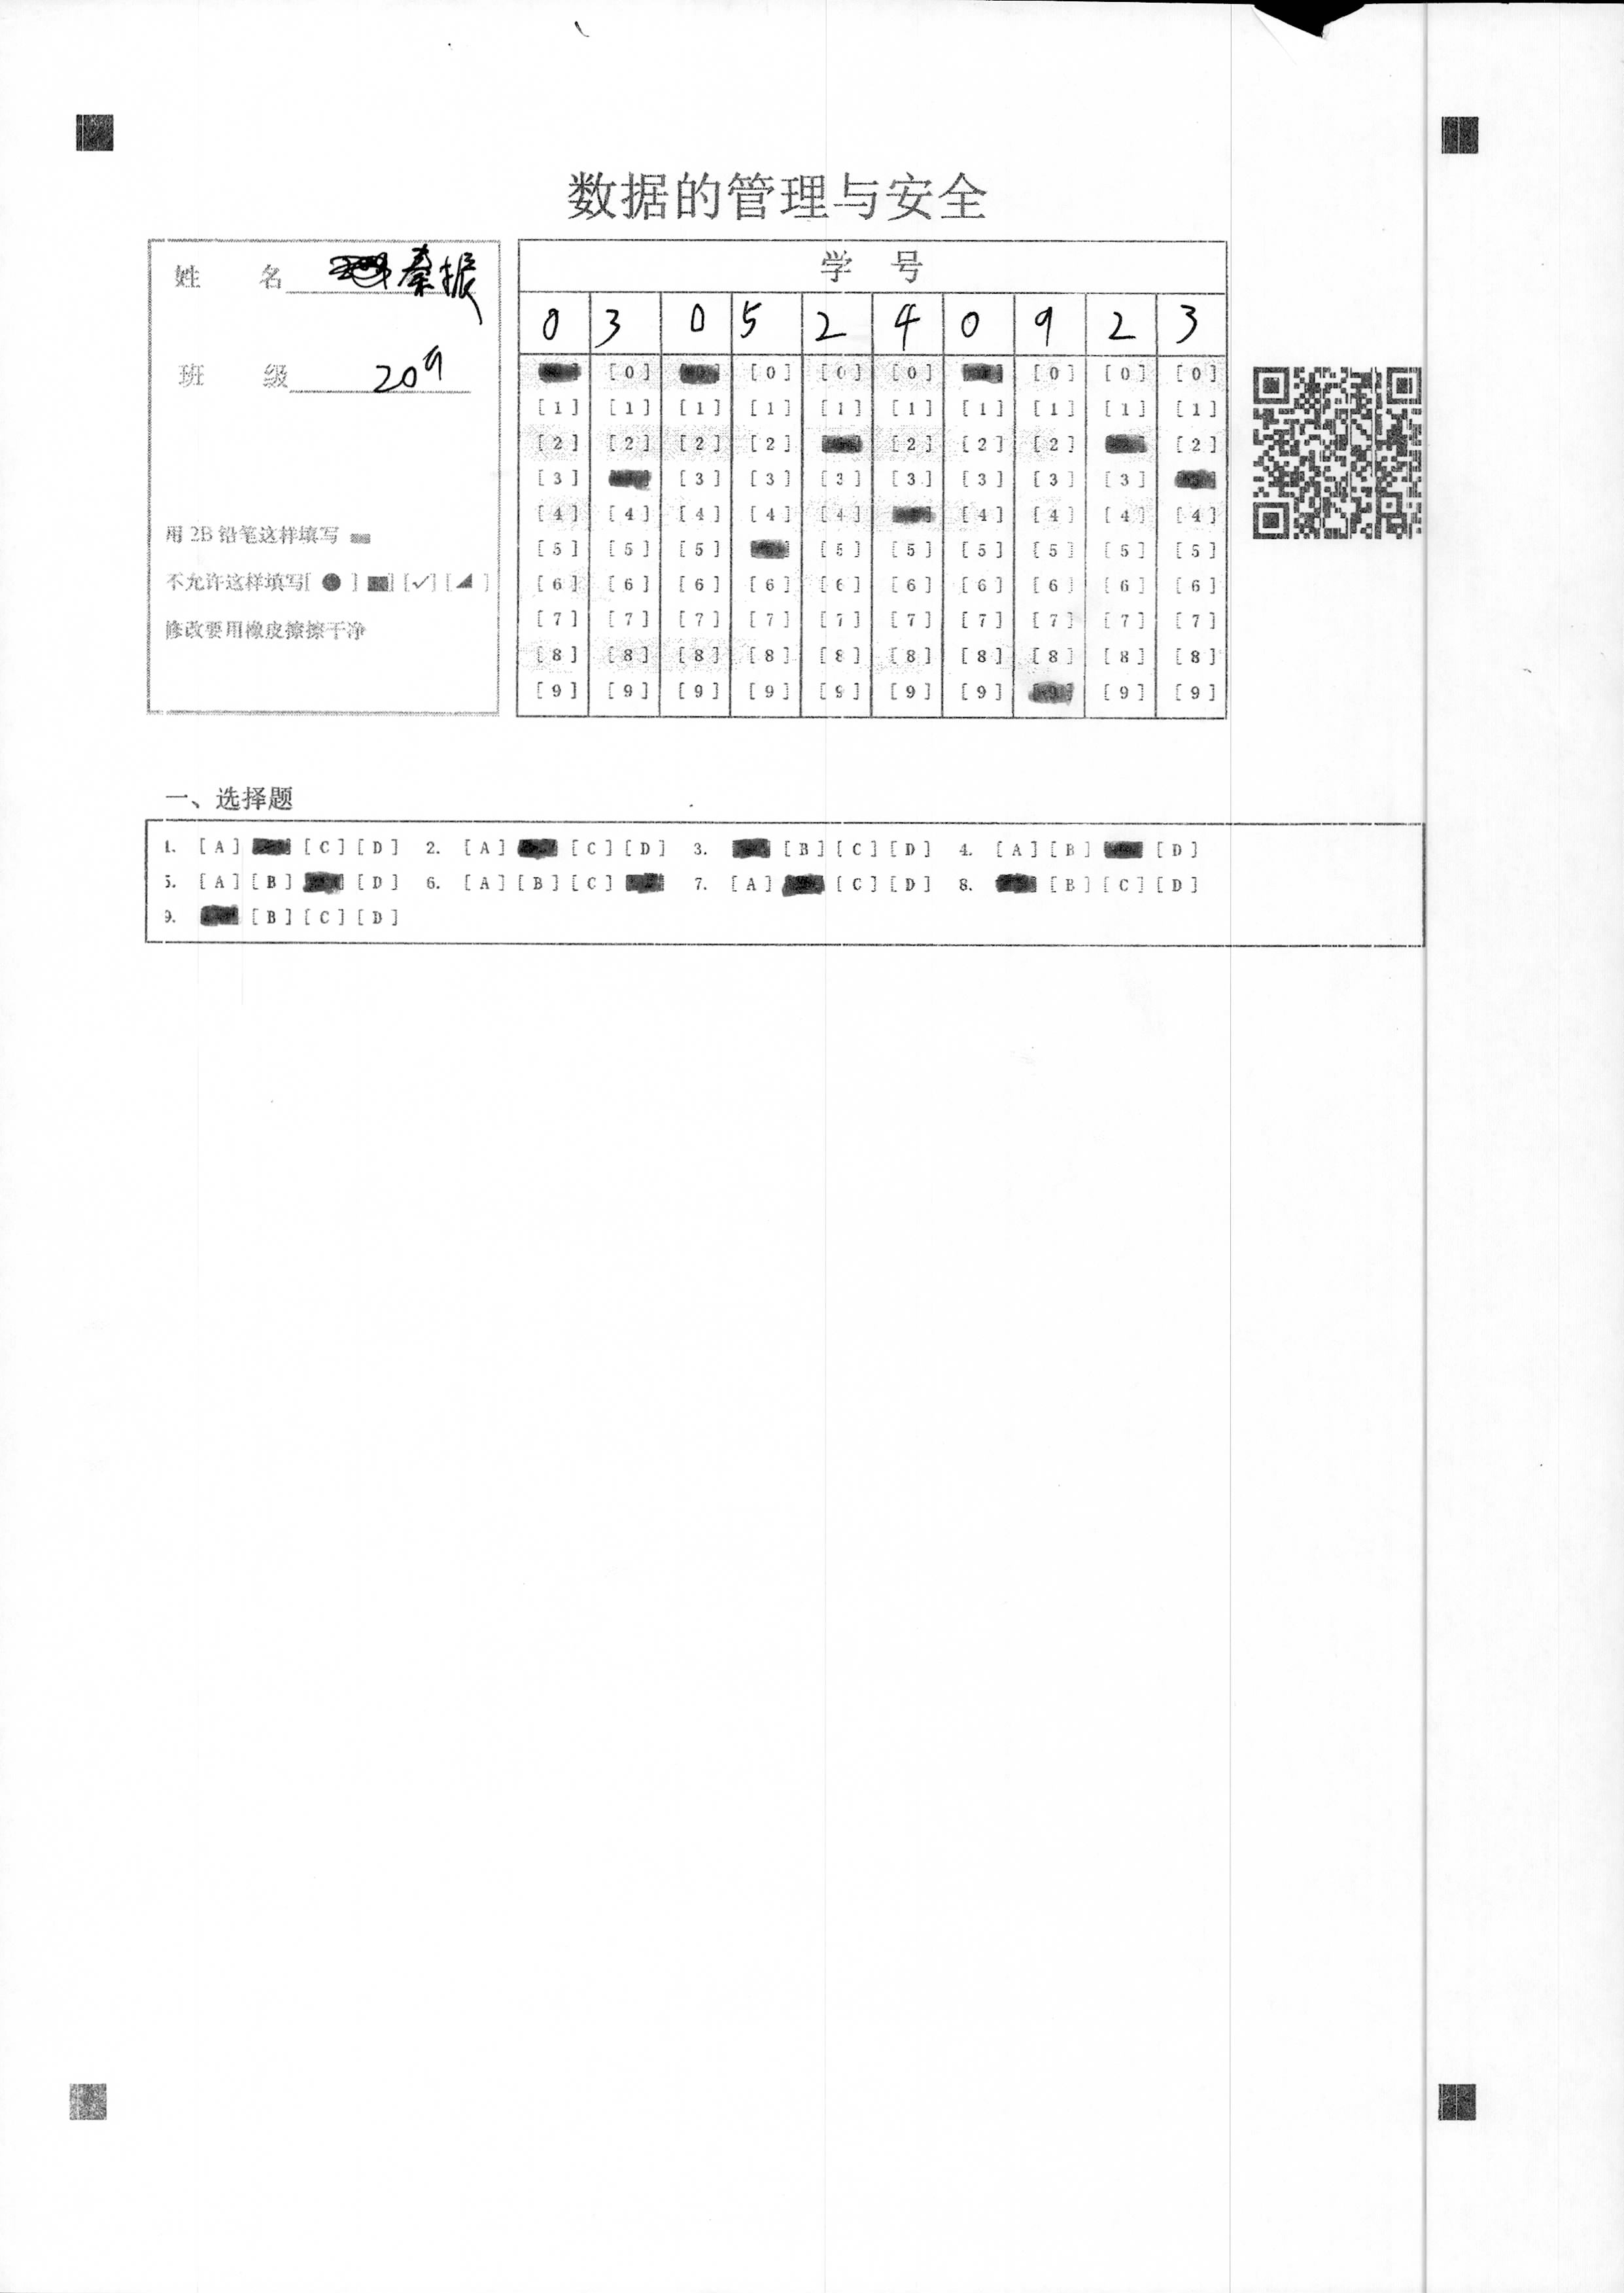 数据的管理与安全
姓 名 秦振
班 级 209
用 2B 铅笔这样填写
不允许这样填写[ ● ] [■] [✓] [◢ ]
修改要用橡皮擦擦干净
学 号
0 3 0 5 2 4 0 9 2 3
[0] [0] [0] [0] [0] [0] [0]
[1] [1] [1] [1] [1] [1] [1] [1] [1] [1]
[2] [2] [2] [2] [2] [2] [2] [2]
[3] [3] [3] [3] [3] [3] [3] [3]
[4] [4] [4] [4] [4] [4] [4] [4] [4]
[5] [5] [5] [5] [5] [5] [5] [5] [5]
[6] [6] [6] [6] [6] [6] [6] [6] [6] [6]
[7] [7] [7] [7] [7] [7] [7] [7] [7] [7]
[8] [8] [8] [8] [8] [8] [8] [8] [8] [8]
[9] [9] [9] [9] [9] [9] [9] [9] [9] [9]
一、选择题
1. [A] [C] [D] 2. [A] [C] [D] 3. [B] [C] [D] 4. [A] [B] [D]
5. [A] [B] [D] 6. [A] [B] [C] 7. [A] [C] [D] 8. [B] [C] [D]
9. [B] [C] [D]